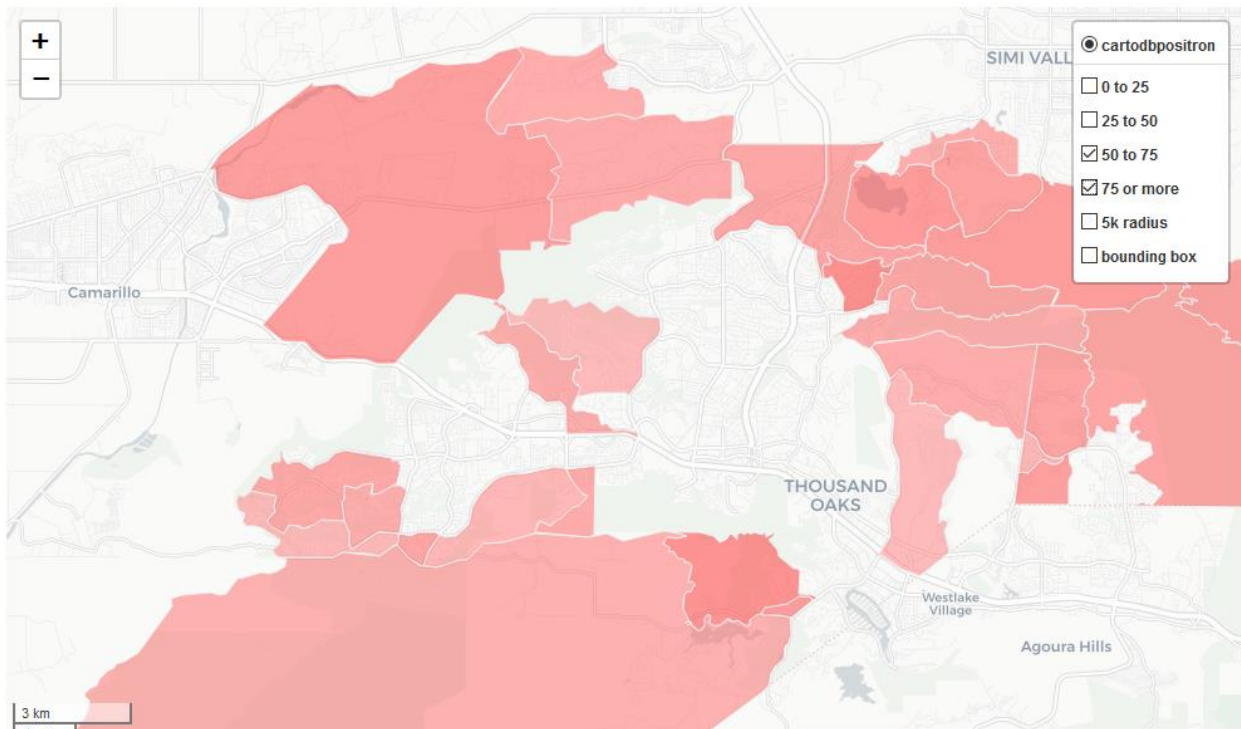 +
−
SIMI VALL
cartodbpositron
0 to 25
25 to 50
50 to 75
75 or more
5k radius
bounding box
Camarillo
THOUSAND
OAKS
Westlake
Village
Agoura Hills
3 km